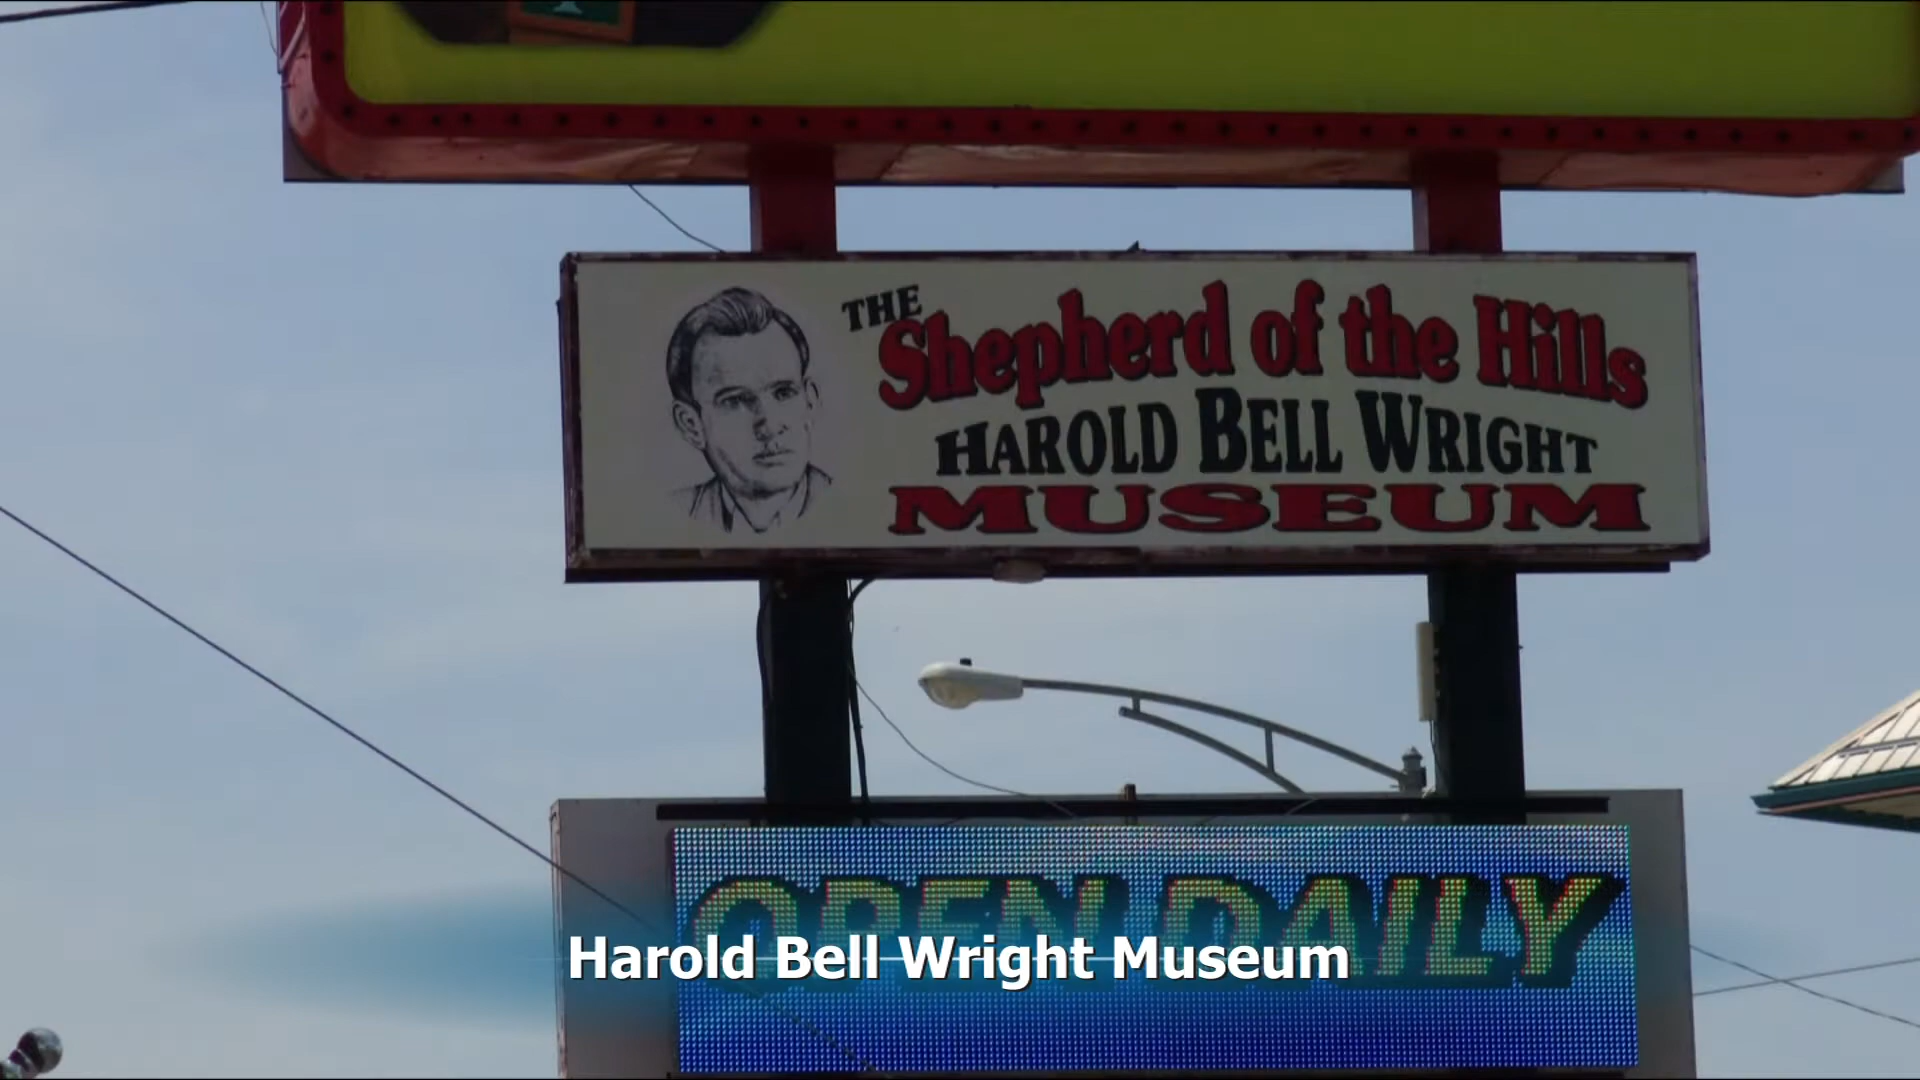 THE
Shepherd of the Hills
HAROLD BELL WRIGHT
MUSEUM
OPEN DAILY
Harold Bell Wright Museum